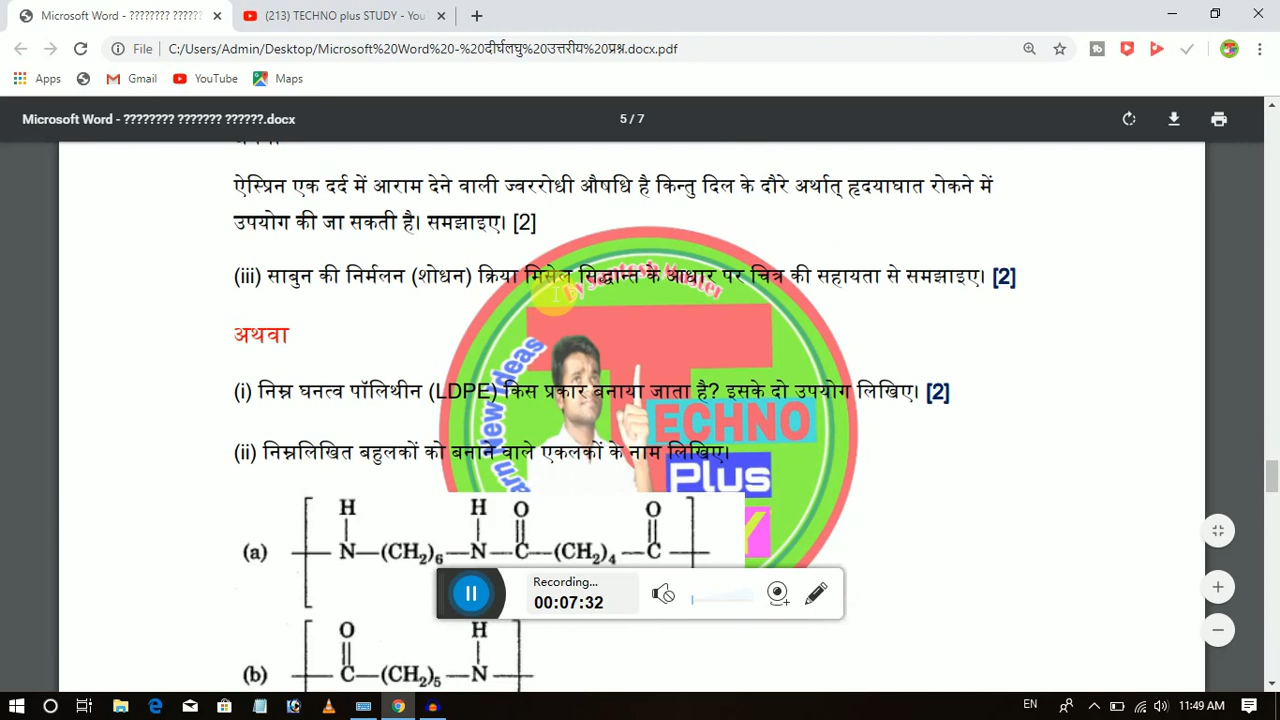 Microsoft Word - ???????? ??????
(213) TECHNO plus STUDY - You
File
C:/Users/Admin/Desktop/Microsoft%20Word%20-%20दीर्घलघु%20उत्तरीय%20प्रश्न.docx.pdf
Apps
Gmail
YouTube
Maps
Microsoft Word - ???????? ??????? ??????.docx
5 / 7
ऐस्प्रिन एक दर्द में आराम देने वाली ज्वररोधी औषधि है किन्तु दिल के दौरे अर्थात् हृदयाघात रोकने में
उपयोग की जा सकती है। समझाइए। [2]
(iii) साबुन की निर्मलन (शोधन) क्रिया मिसेल सिद्धान्त के आधार पर चित्र की सहायता से समझाइए। [2]
अथवा
(i) निम्न घनत्व पॉलिथीन (LDPE) किस प्रकार बनाया जाता है? इसके दो उपयोग लिखिए। [2]
(ii) निम्नलिखित बहुलकों को बनाने वाले एकलकों के नाम लिखिए।
New Ideas
ECHNO
Plus
Y
H H O O
(a) N—(CH₂)₆—N—C—(CH₂)₄—C
Recording...
00:07:32
O H
(b) C—(CH₂)₅—N
EN
11:49 AM